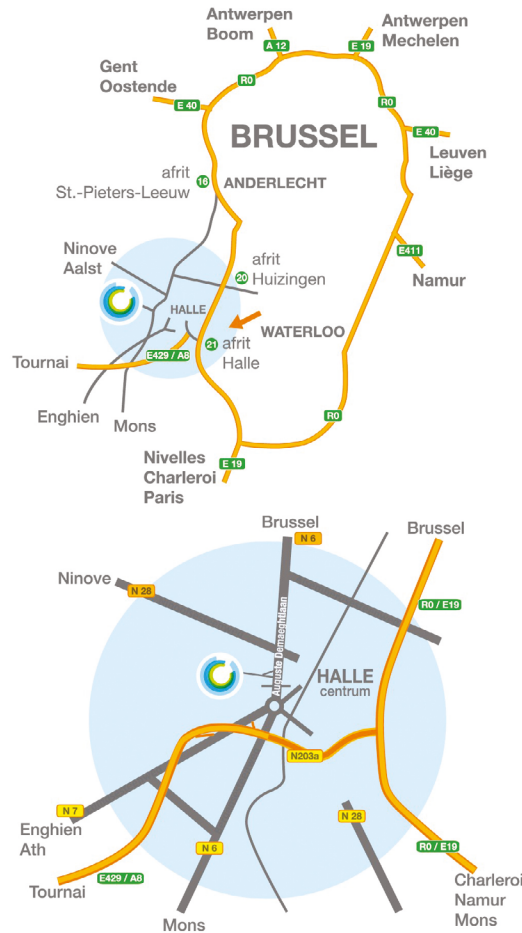 Antwerpen
Boom
Antwerpen
Mechelen
A 12
E 19
Gent
Oostende
R0
R0
E 40
E 40
BRUSSEL
Leuven
Liège
afrit
16
St.-Pieters-Leeuw
ANDERLECHT
Ninove
Aalst
afrit
20
Huizingen
E411
Namur
HALLE
WATERLOO
21
afrit
Halle
E429 / A8
Tournai
Enghien
Mons
R0
Nivelles
Charleroi
Paris
E 19
Brussel
N 6
Brussel
Ninove
N 28
R0 / E19
Auguste Demaeghtlaan
HALLE
centrum
N203a
N 7
Enghien
Ath
N 6
N 28
R0 / E19
E429 / A8
Tournai
Mons
Charleroi
Namur
Mons